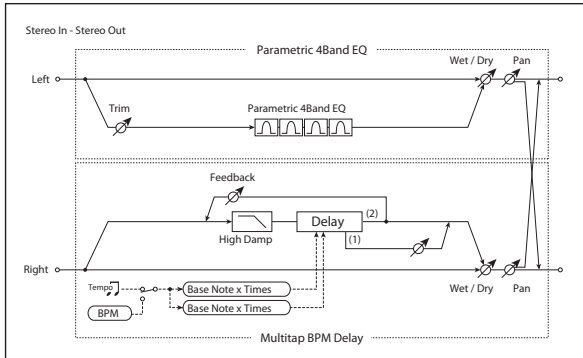 Stereo In - Stereo Out
Parametric 4Band EQ
Wet / Dry
Pan
Left
Trim
Parametric 4Band EQ
Feedback
Delay
(2)
(1)
High Damp
Right
Tempo
Base Note x Times
BPM
Base Note x Times
Wet / Dry
Pan
Multitap BPM Delay